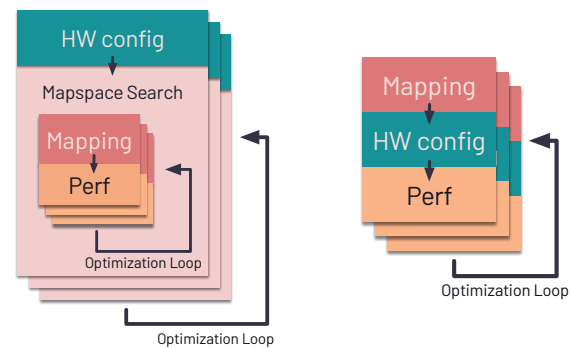 HW config
Mapspace Search
Mapping
Perf
Optimization Loop
Optimization Loop
Mapping
HW config
Perf
Optimization Loop